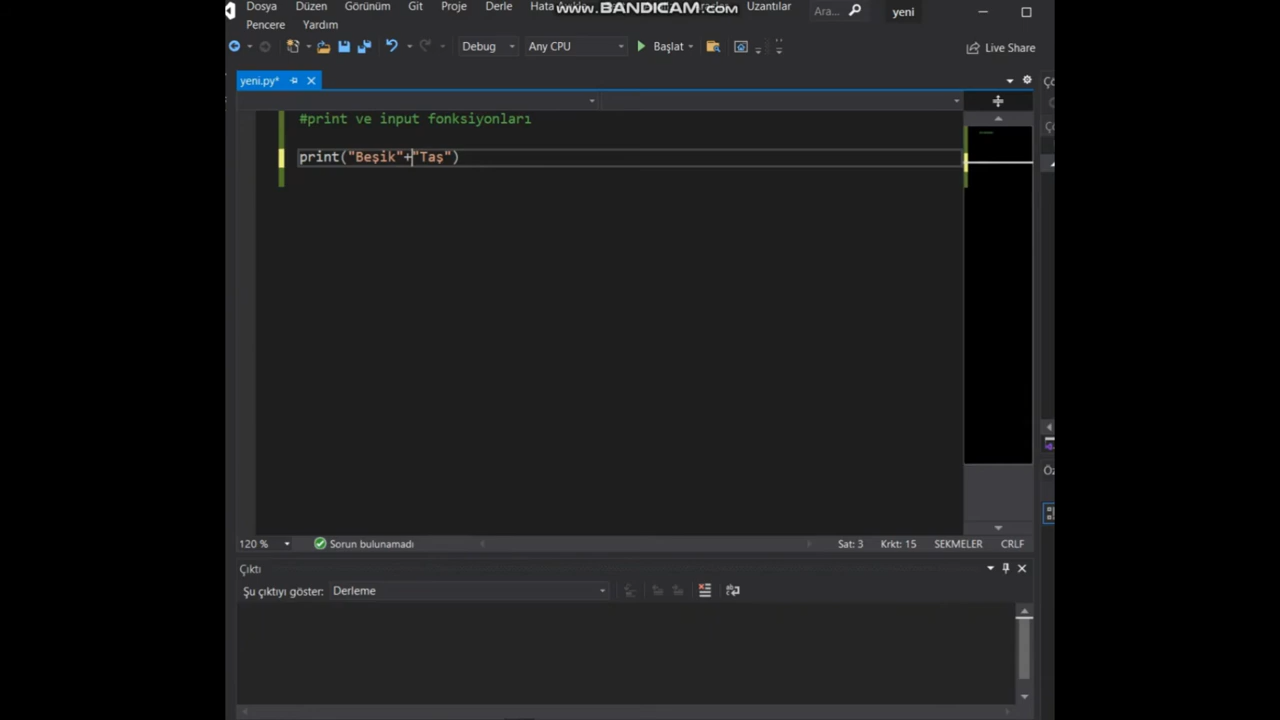 Dosya Düzen Görünüm Git Proje Derle Hata www.BANDICAM.com Uzantılar Ara... yeni
Pencere Yardım
Debug Any CPU Başlat Live Share
yeni.py*
#print ve input fonksiyonları
print("Beşik"+"Taş")
120 % Sorun bulunamadı Sat: 3 Krkt: 15 SEKMELER CRLF
Çıktı
Şu çıktıyı göster: Derleme